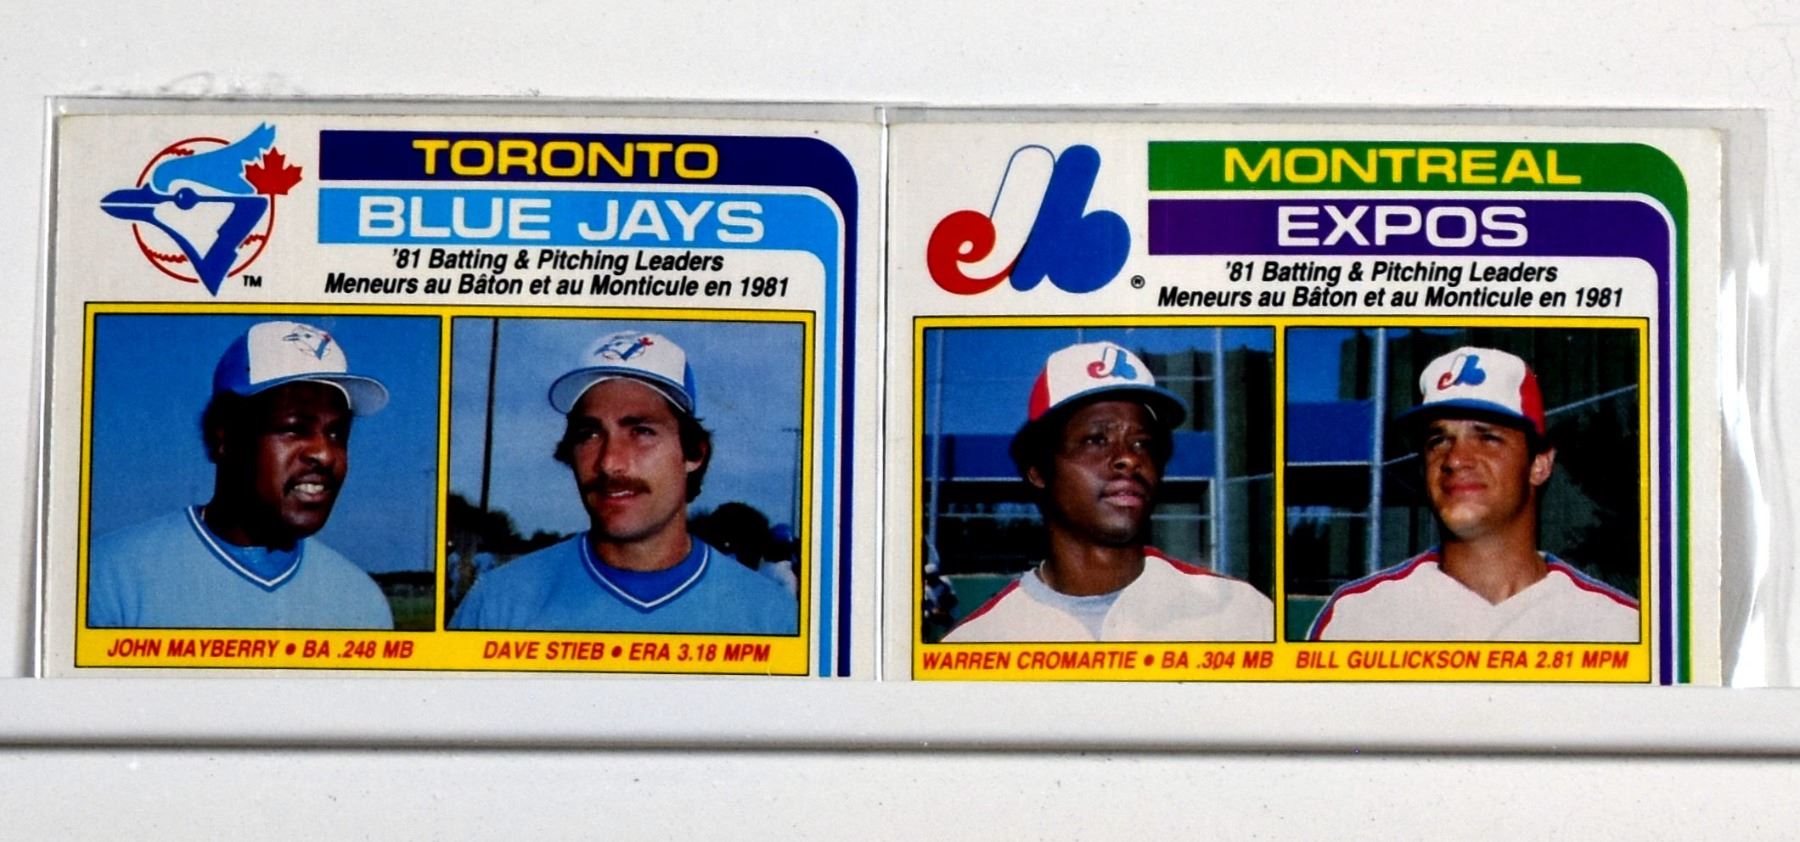 TORONTO
BLUE JAYS
'81 Batting & Pitching Leaders
Meneurs au Bâton et au Monticule en 1981
TM
JOHN MAYBERRY • BA .248 MB
DAVE STIEB • ERA 3.18 MPM
MONTREAL
EXPOS
'81 Batting & Pitching Leaders
Meneurs au Bâton et au Monticule en 1981
eb
®
WARREN CROMARTIE • BA .304 MB
BILL GULLICKSON ERA 2.81 MPM